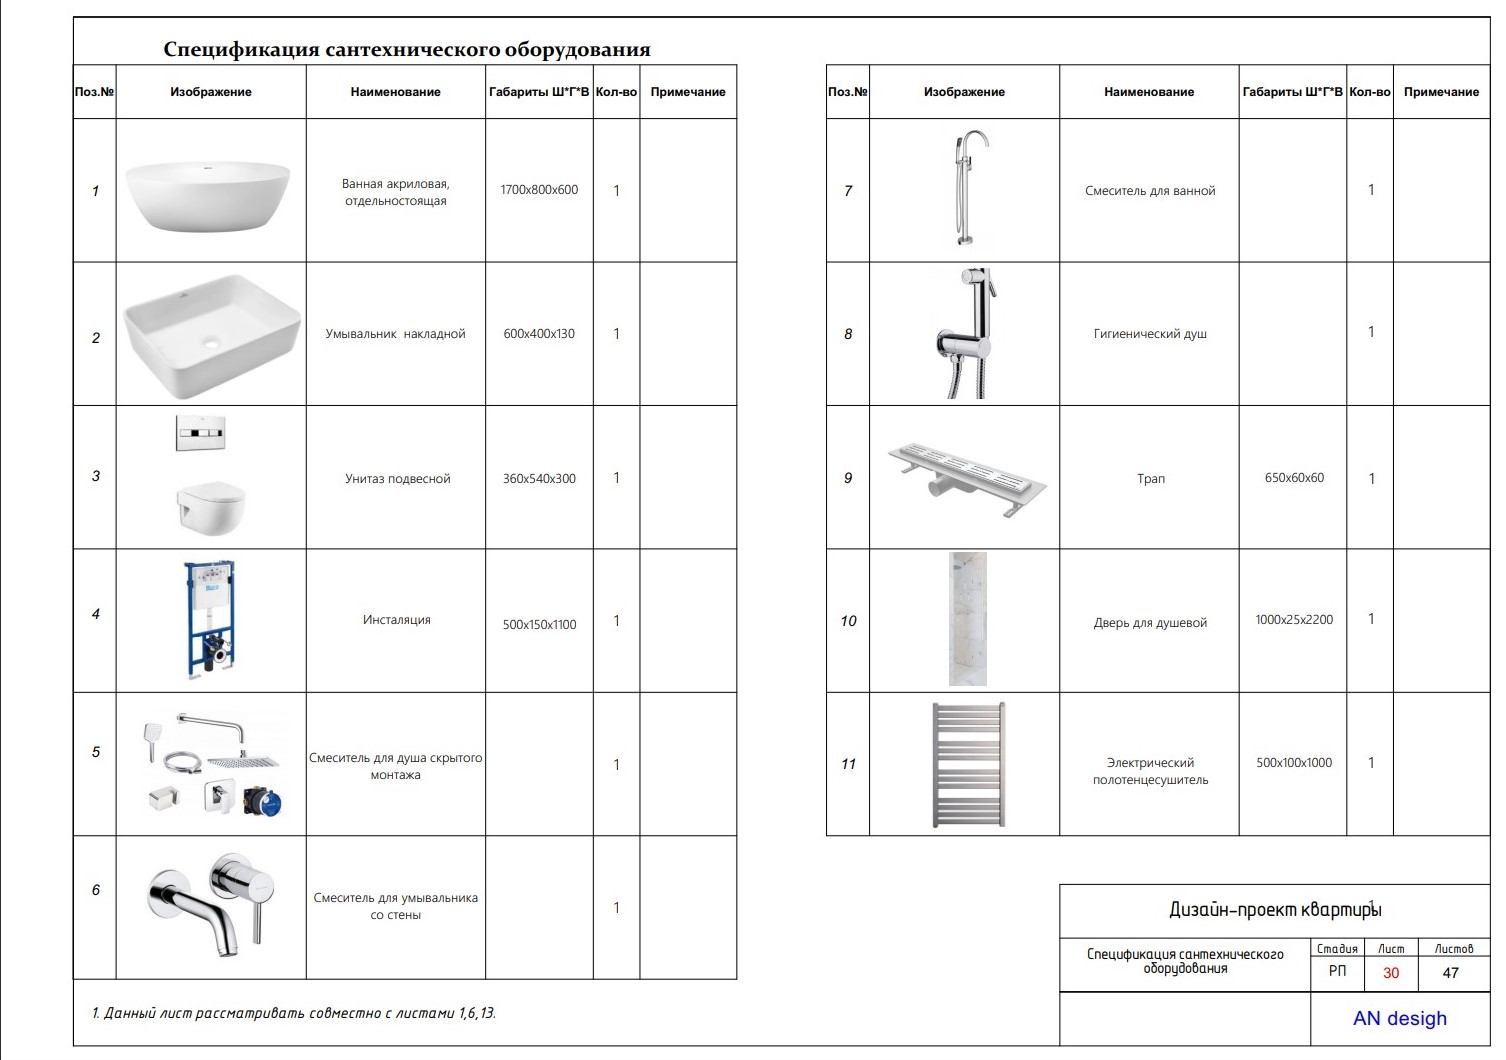 Спецификация сантехнического оборудования
Поз.№ Изображение Наименование Габариты Ш*Г*В Кол-во Примечание
1 Ванная акриловая, отдельностоящая 1700х800х600 1
2 Умывальник накладной 600х400х130 1
3 Унитаз подвесной 360х540х300 1
4 Инсталяция 500х150х1100 1
5 Смеситель для душа скрытого монтажа 1
6 Смеситель для умывальника со стены 1
Поз.№ Изображение Наименование Габариты Ш*Г*В Кол-во Примечание
7 Смеситель для ванной 1
8 Гигиенический душ 1
9 Трап 650х60х60 1
10 Дверь для душевой 1000х25х2200 1
11 Электрический полотенцесушитель 500х100х1000 1
1. Данный лист рассматривать совместно с листами 1,6,13.
Дизайн-проект квартиры
1
Спецификация сантехнического
оборудования
Стадия Лист Листов
РП 30 47
AN desigh